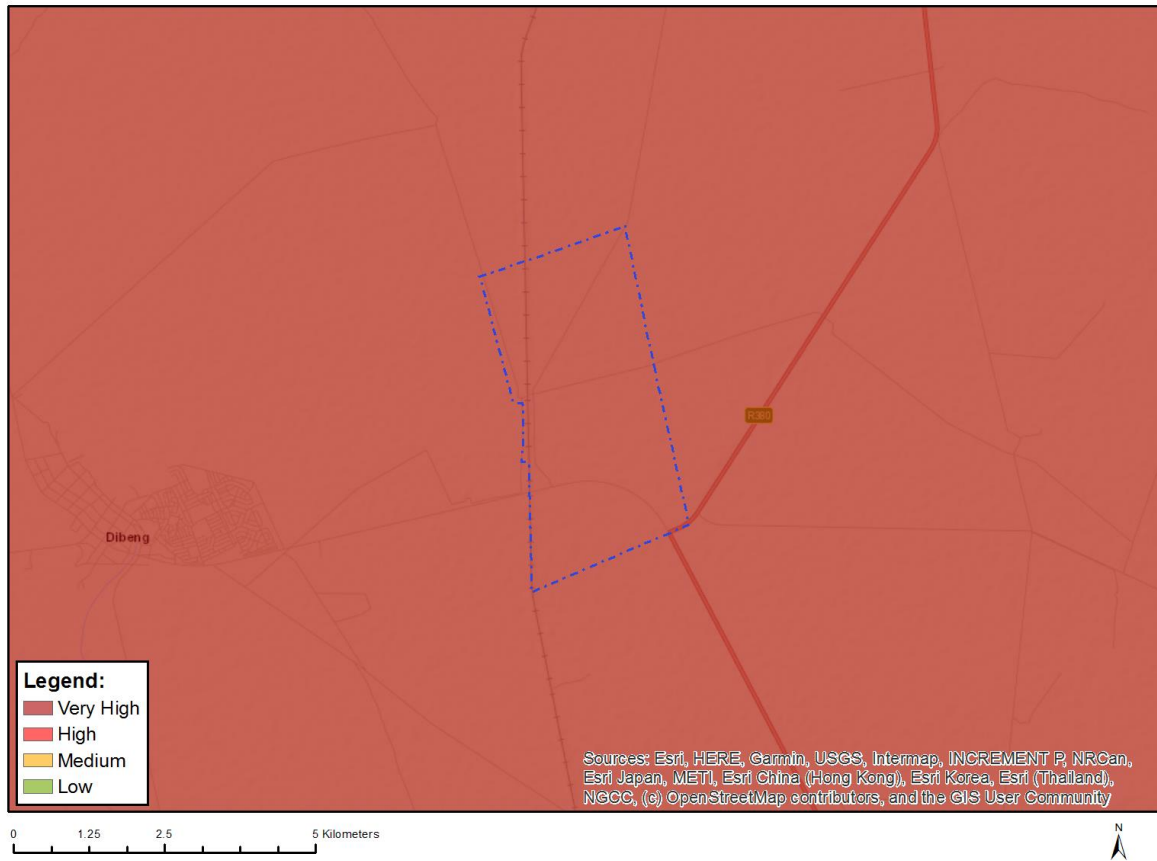 R380
Dibeng
Legend:
Very High
High
Medium
Low
Sources: Esri, HERE, Garmin, USGS, Intermap, INCREMENT P, NRCan,
Esri Japan, METI, Esri China (Hong Kong), Esri Korea, Esri (Thailand),
NGCC, (c) OpenStreetMap contributors, and the GIS User Community
0 1.25 2.5 5 Kilometers
N